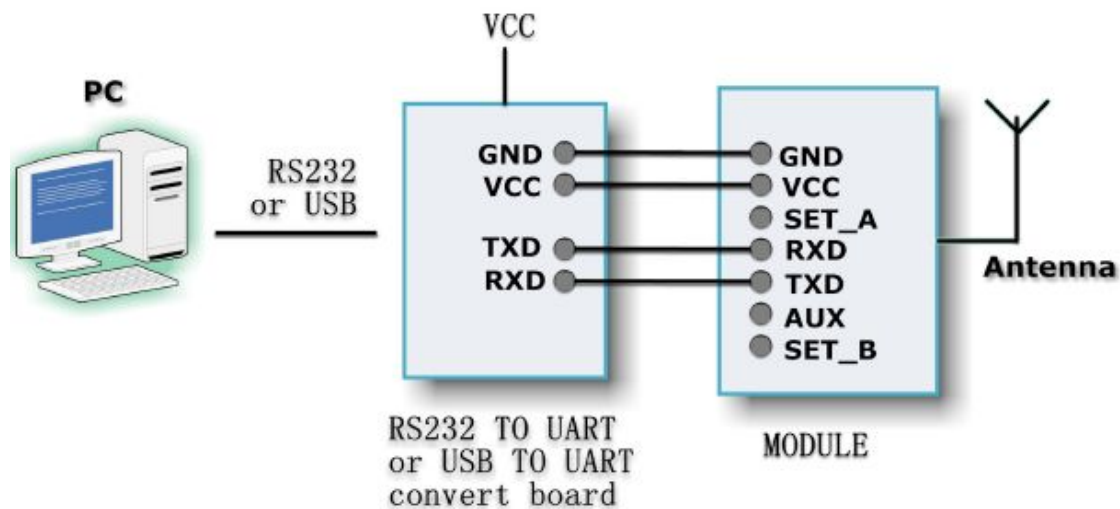 VCC
PC
RS232
or USB
GND
VCC
TXD
RXD
GND
VCC
SET_A
RXD
TXD
AUX
SET_B
Antenna
RS232 TO UART
or USB TO UART
convert board
MODULE